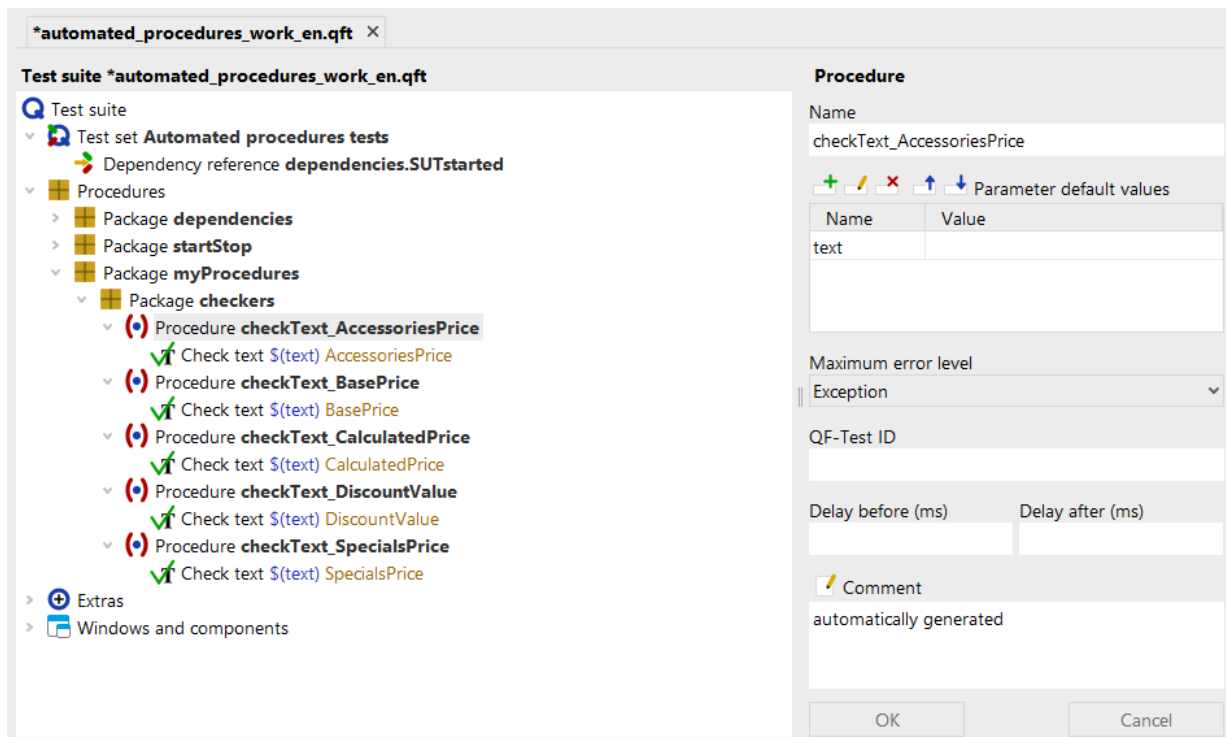 *automated_procedures_work_en.qft
Test suite *automated_procedures_work_en.qft
Test suite
Test set Automated procedures tests
Dependency reference dependencies.SUTstarted
Procedures
Package dependencies
Package startStop
Package myProcedures
Package checkers
Procedure checkText_AccessoriesPrice
Check text $(text) AccessoriesPrice
Procedure checkText_BasePrice
Check text $(text) BasePrice
Procedure checkText_CalculatedPrice
Check text $(text) CalculatedPrice
Procedure checkText_DiscountValue
Check text $(text) DiscountValue
Procedure checkText_SpecialsPrice
Check text $(text) SpecialsPrice
Extras
Windows and components
Procedure
Name
checkText_AccessoriesPrice
Parameter default values
Name Value
text
Maximum error level
Exception
QF-Test ID
Delay before (ms) Delay after (ms)
Comment
automatically generated
OK Cancel